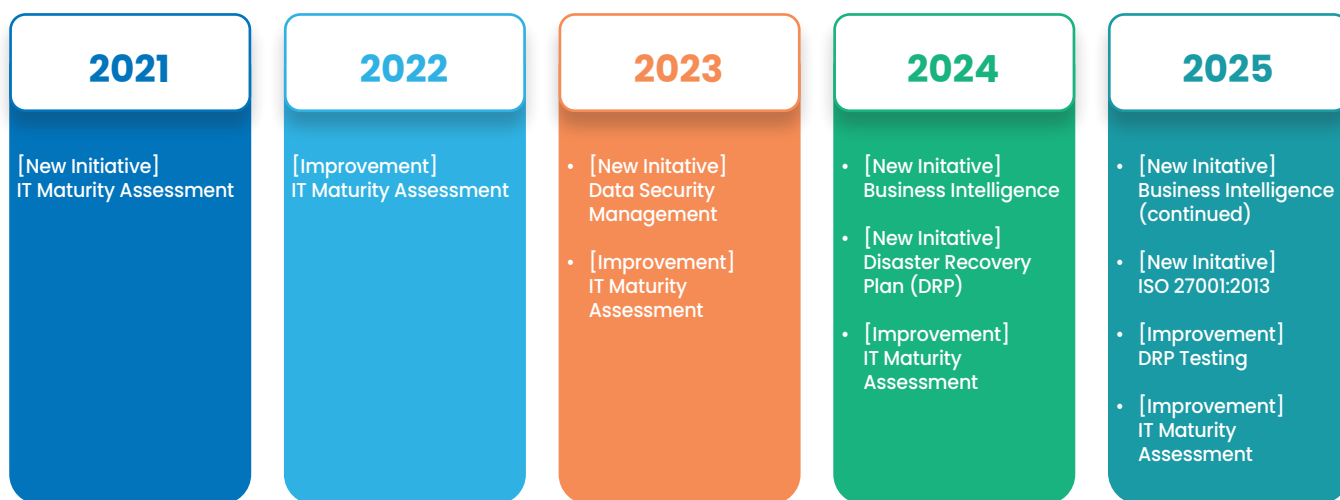 2021
[New Initiative]
IT Maturity Assessment
2022
[Improvement]
IT Maturity Assessment
2023
• [New Initative]
Data Security
Management
• [Improvement]
IT Maturity
Assessment
2024
• [New Initative]
Business Intelligence
• [New Initative]
Disaster Recovery
Plan (DRP)
• [Improvement]
IT Maturity
Assessment
2025
• [New Initative]
Business Intelligence
(continued)
• [New Initative]
ISO 27001:2013
• [Improvement]
DRP Testing
• [Improvement]
IT Maturity
Assessment